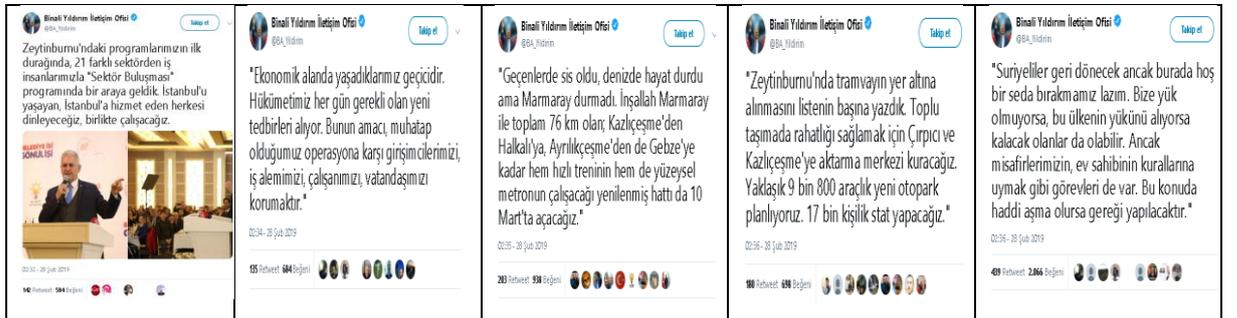 Binali Yıldırım İletişim Ofisi
@BA_Yildirim
Takip et
Zeytinburnu'ndaki programlarımızın ilk
durağında, 21 farklı sektörden iş
insanlarımızla "Sektör Buluşması"
programında bir araya geldik. İstanbul'u
yaşayan, İstanbul'a hizmet eden herkesi
dinleyeceğiz, birlikte çalışacağız.
28 Şub 2019
142 Retweet 584 Beğeni
Binali Yıldırım İletişim Ofisi
@BA_Yildirim
Takip et
"Ekonomik alanda yaşadıklarımız geçicidir.
Hükümetimiz her gün gerekli olan yeni
tedbirleri alıyor. Bunun amacı, muhatap
olduğumuz operasyona karşı girişimcilerimizi,
iş alemimizi, çalışanımızı, vatandaşımızı
korumaktır."
02:34 - 28 Şub 2019
135 Retweet 684 Beğeni
Binali Yıldırım İletişim Ofisi
@BA_Yildirim
Takip et
"Geçenlerde sis oldu, denizde hayat durdu
ama Marmaray durmadı. İnşallah Marmaray
ile toplam 76 km olan; Kazlıçeşme'den
Halkalı'ya, Ayrılıkçeşme'den de Gebze'ye
kadar hem hızlı treninin hem de yüzeysel
metronun çalışacağı yenilenmiş hattı da 10
Mart'ta açacağız."
02:35 - 28 Şub 2019
203 Retweet 938 Beğeni
Binali Yıldırım İletişim Ofisi
@BA_Yildirim
Takip et
"Zeytinburnu'nda tramvayın yer altına
alınmasını listenin başına yazdık. Toplu
taşımada rahatlığı sağlamak için Çırpıcı ve
Kazlıçeşme'ye aktarma merkezi kuracağız.
Yaklaşık 9 bin 800 araçlık yeni otopark
planlıyoruz. 17 bin kişilik stat yapacağız."
02:36 - 28 Şub 2019
180 Retweet 698 Beğeni
Binali Yıldırım İletişim Ofisi
@BA_Yildirim
Takip et
"Suriyeliler geri dönecek ancak burada hoş
bir seda bırakmamız lazım. Bize yük
olmuyorsa, bu ülkenin yükünü alıyorsa
kalacak olanlar da olabilir. Ancak
misafirlerimizin, ev sahibinin kurallarına
uymak gibi görevleri de var. Bu konuda
haddi aşma olursa gereği yapılacaktır."
02:36 - 28 Şub 2019
439 Retweet 2.066 Beğeni